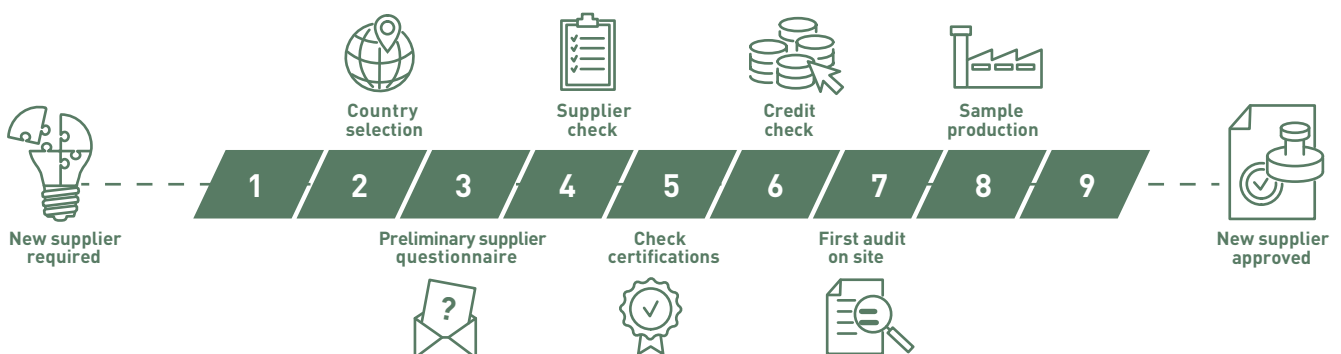 Country
selection
Supplier
check
Credit
check
Sample
production
1
2
3
4
5
6
7
8
9
New supplier
required
Preliminary supplier
questionnaire
Check
certifications
First audit
on site
New supplier
approved
?